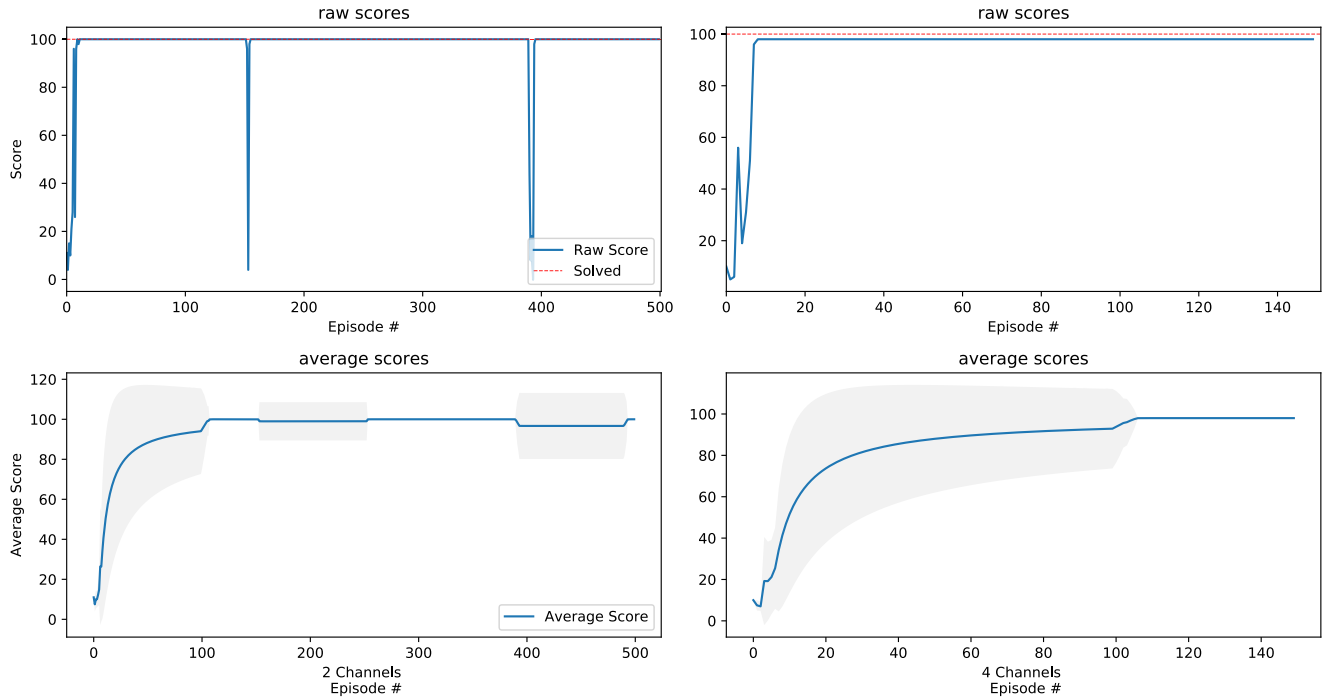 raw scores
100
80
60
40
20
0
Score
Raw Score
Solved
0 100 200 300 400 500
Episode #
raw scores
100
80
60
40
20
0 20 40 60 80 100 120 140
Episode #
average scores
120
100
80
60
40
20
0
Average Score
Average Score
0 100 200 300 400 500
2 Channels
Episode #
average scores
100
80
60
40
20
0
0 20 40 60 80 100 120 140
4 Channels
Episode #